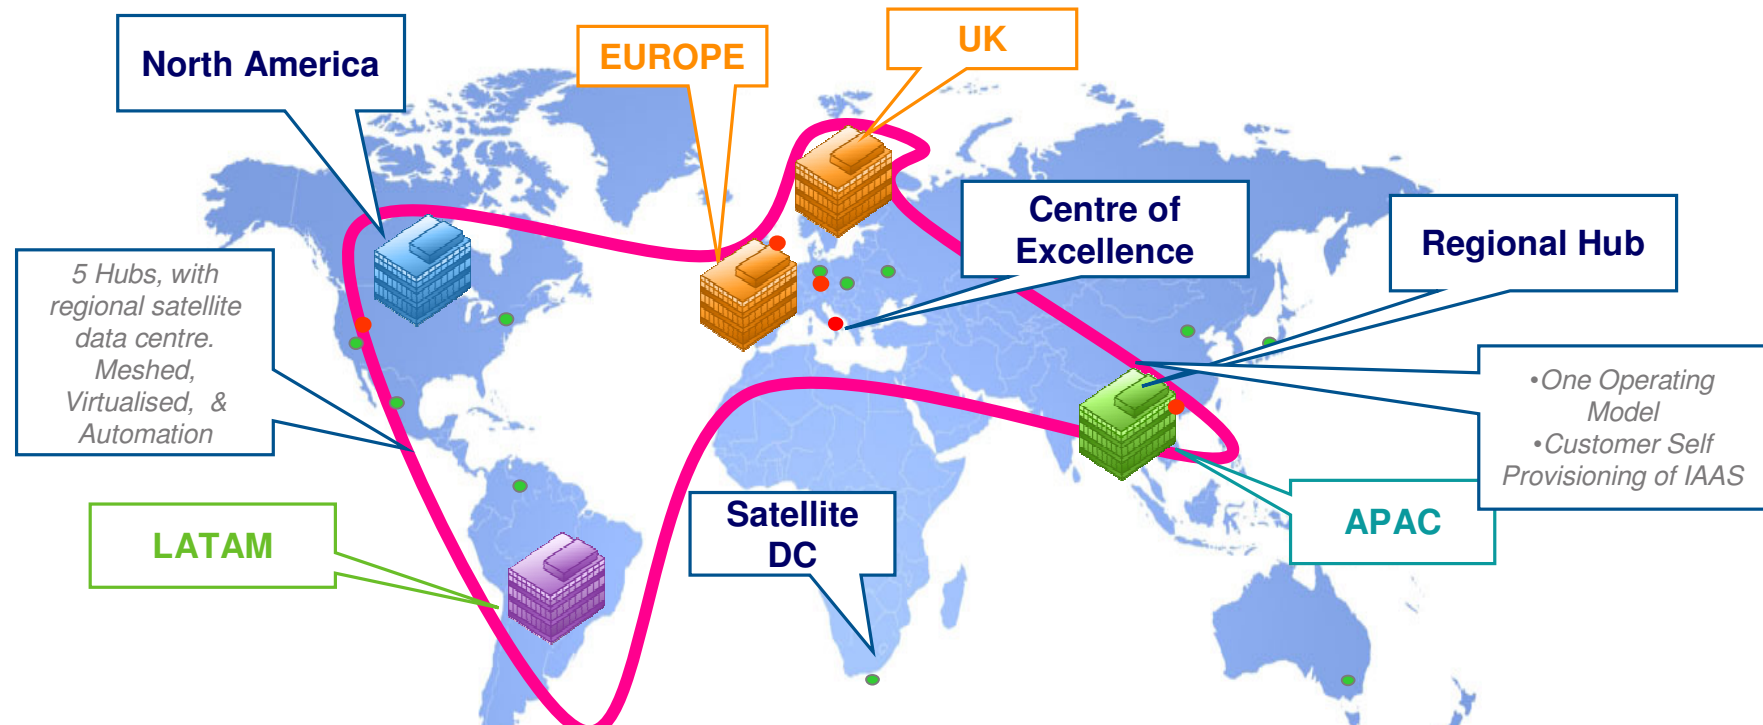 North America
EUROPE
UK
Centre of
Excellence
Regional Hub
5 Hubs, with
regional satellite
data centre.
Meshed,
Virtualised, &
Automation
•One Operating
Model
•Customer Self
Provisioning of IAAS
LATAM
Satellite
DC
APAC